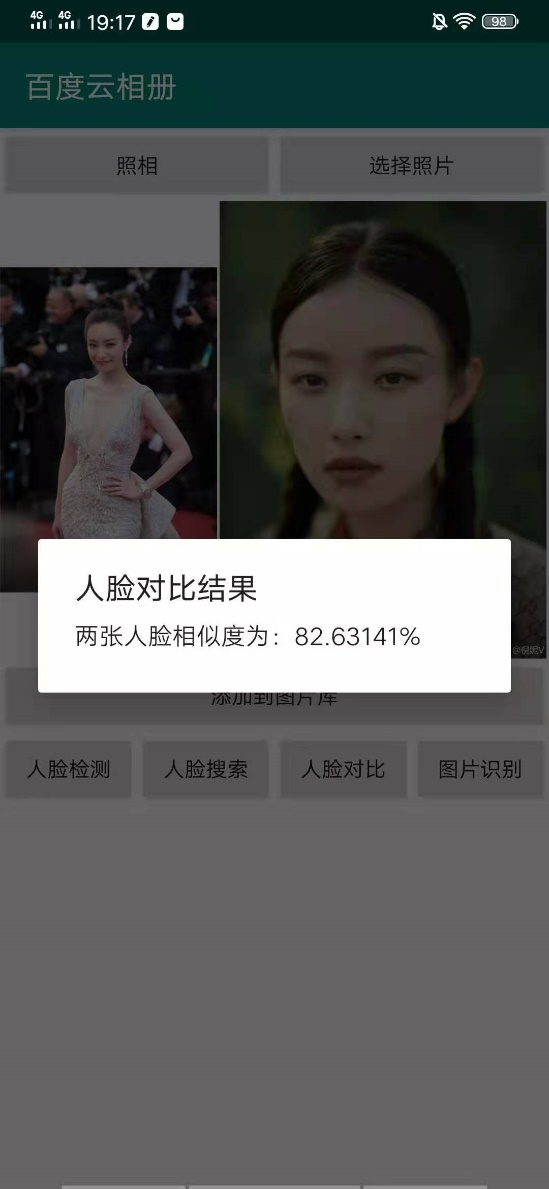 4G 4G 19:17 98
百度云相册
照相 选择照片
人脸对比结果
两张人脸相似度为：82.63141%
添加到图片库
人脸检测 人脸搜索 人脸对比 图片识别